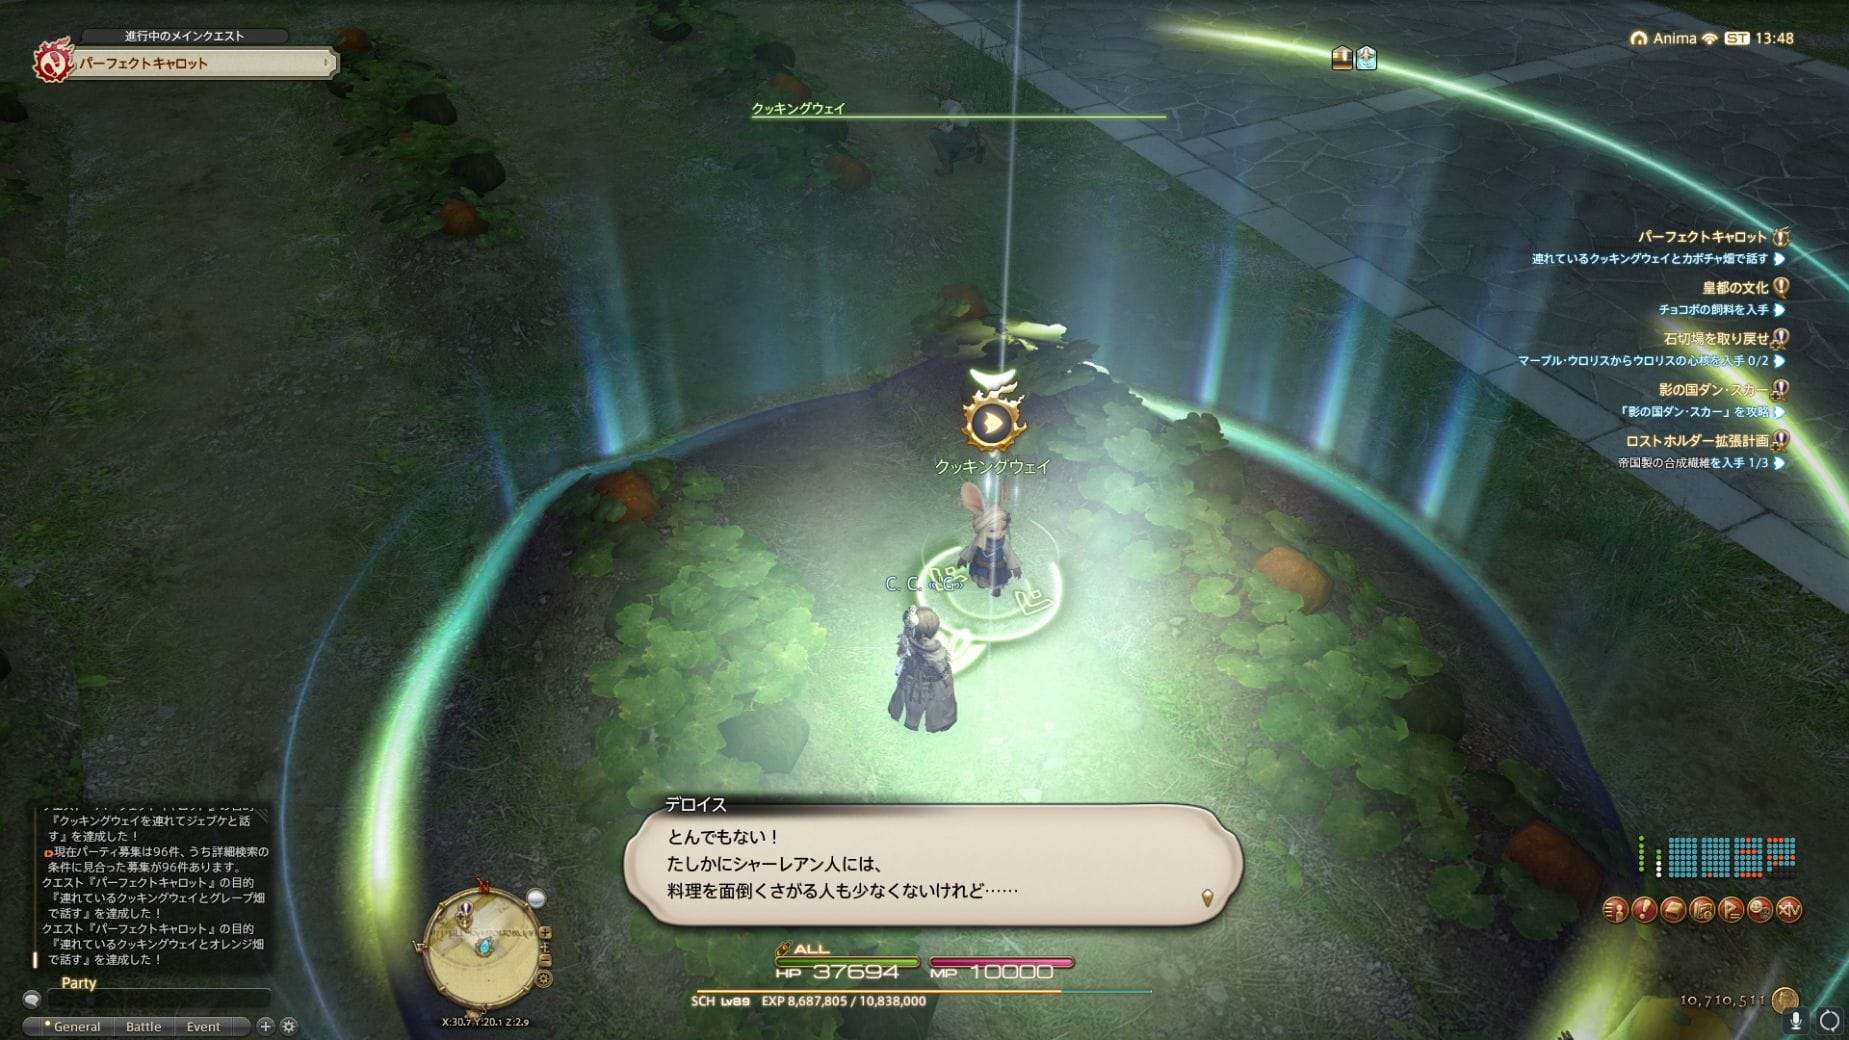 進行中のメインクエスト
パーフェクトキャロット
Anima ST 13:48
クッキングウェイ
パーフェクトキャロット
連れているクッキングウェイとカボチャ畑で話す
皇都の文化
チョコボの飼料を入手
石切場を取り戻せ
マーブル・ウロリスからウロリスの心核を入手 0/2
影の国ダン・スカー
「影の国ダン・スカー」を攻略
ロストホルダー拡張計画
帝国製の合成繊維を入手 1/3
クッキングウェイ
C. C. «C»
デロイス
とんでもない！
たしかにシャーレアン人には、
料理を面倒くさがる人も少なくないけれど……
クエスト『パーフェクトキャロット』の目的
『クッキングウェイを連れてジェブケと話
す』を達成した！
現在パーティ募集は96件、うち詳細検索の
条件に見合った募集が96件あります。
クエスト『パーフェクトキャロット』の目的
『連れているクッキングウェイとグレープ畑
で話す』を達成した！
クエスト『パーフェクトキャロット』の目的
『連れているクッキングウェイとオレンジ畑
で話す』を達成した！
Party
General Battle Event
X:30.7 Y:20.1 Z:2.9
ALL
HP 37694 MP 10000
SCH Lv89 EXP 8,687,805 / 10,838,000
10,710,511